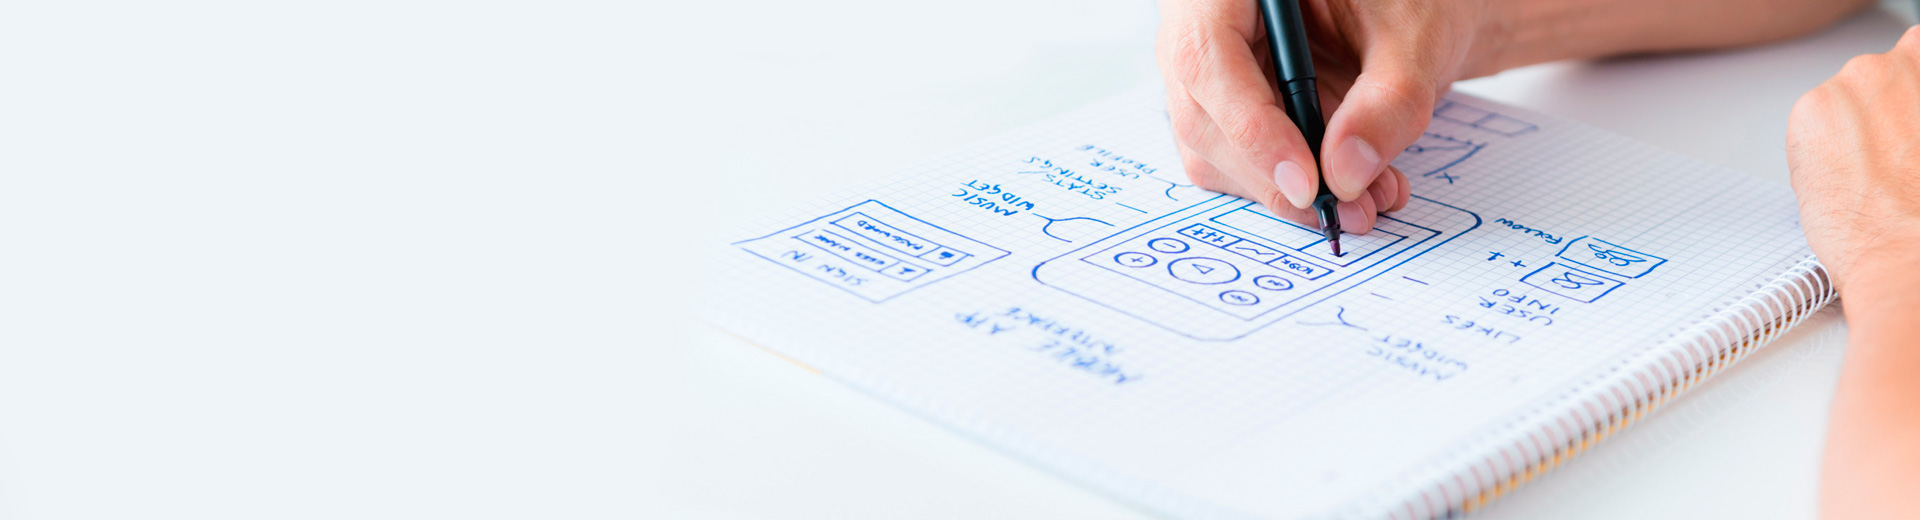 MOBILE APP
INTERFACE
SIGN IN
USER NAME
PASSWORD
MUSIC
WIDGET
STATS/
SETTINGS
USER
PROFILE
MUSIC
WIDGET
LIKES
USER
INFO
+1
FOLLOW
X